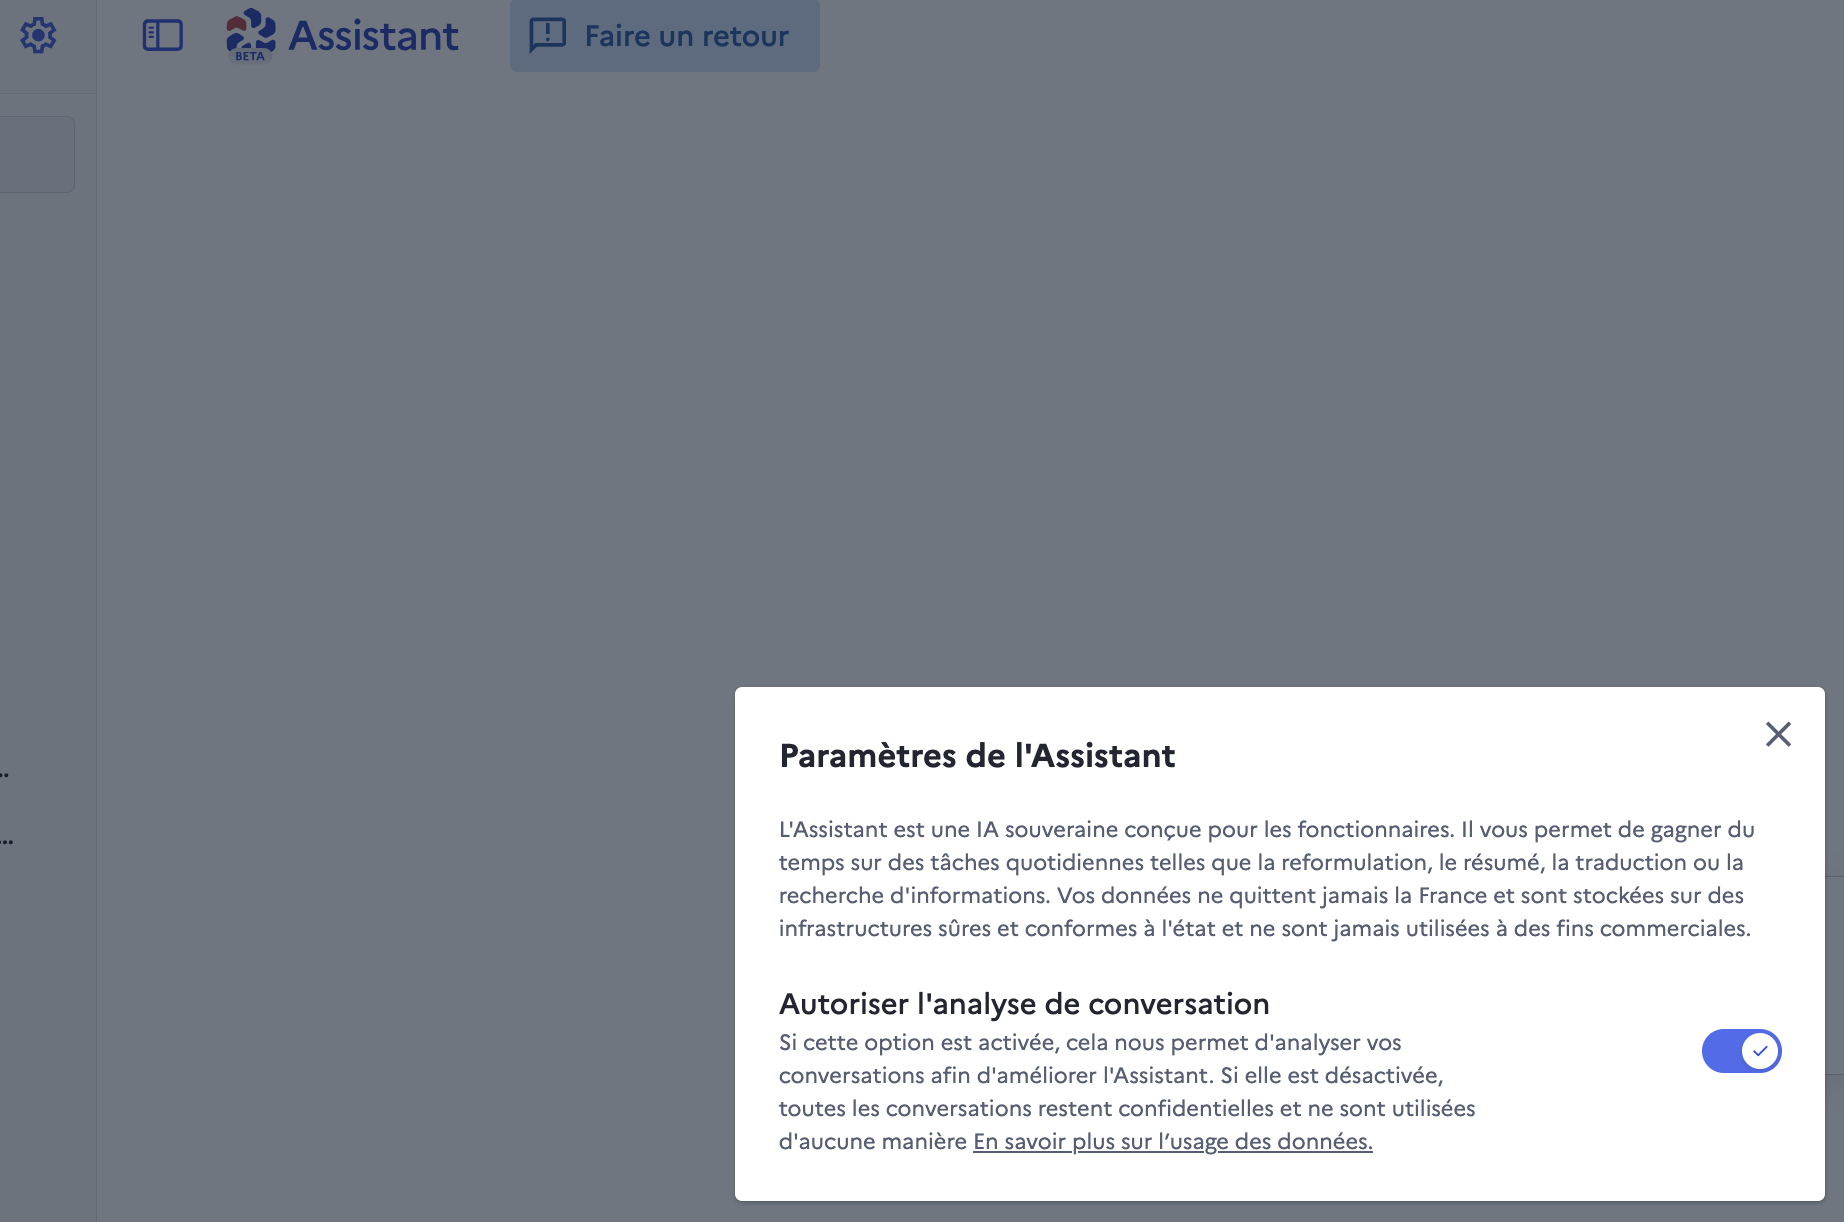 BETA
Assistant
Faire un retour
..
...
Paramètres de l'Assistant
L'Assistant est une IA souveraine conçue pour les fonctionnaires. Il vous permet de gagner du
temps sur des tâches quotidiennes telles que la reformulation, le résumé, la traduction ou la
recherche d'informations. Vos données ne quittent jamais la France et sont stockées sur des
infrastructures sûres et conformes à l'état et ne sont jamais utilisées à des fins commerciales.
Autoriser l'analyse de conversation
Si cette option est activée, cela nous permet d'analyser vos
conversations afin d'améliorer l'Assistant. Si elle est désactivée,
toutes les conversations restent confidentielles et ne sont utilisées
d'aucune manière En savoir plus sur l’usage des données.